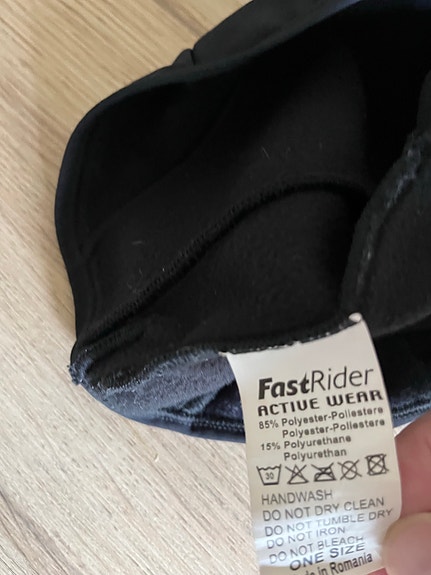 FastRider
ACTIVE WEAR
85% Polyester-Poliestere
Polyester-Poliestere
15% Polyurethane
Polyurethan
30
HANDWASH
DO NOT DRY CLEAN
DO NOT TUMBLE DRY
DO NOT IRON
DO NOT BLEACH
ONE SIZE
in Romania